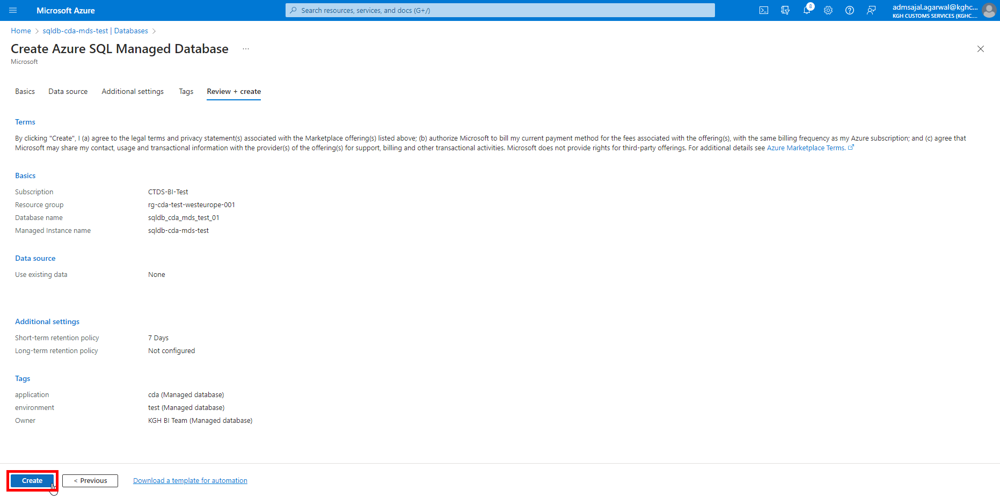 Microsoft Azure
Search resources, services, and docs (G+/)
8
admsajal.agarwal@kghc...
KGH CUSTOMS SERVICES (KGHC....
Home > sqldb-cda-mds-test | Databases >
Create Azure SQL Managed Database ...
Microsoft
Basics Data source Additional settings Tags Review + create
Terms
By clicking "Create", I (a) agree to the legal terms and privacy statement(s) associated with the Marketplace offering(s) listed above; (b) authorize Microsoft to bill my current payment method for the fees associated with the offering(s), with the same billing frequency as my Azure subscription; and (c) agree that
Microsoft may share my contact, usage and transactional information with the provider(s) of the offering(s) for support, billing and other transactional activities. Microsoft does not provide rights for third-party offerings. For additional details see Azure Marketplace Terms.
Basics
Subscription CTDS-BI-Test
Resource group rg-cda-test-westeurope-001
Database name sqldb_cda_mds_test_01
Managed Instance name sqldb-cda-mds-test
Data source
Use existing data None
Additional settings
Short-term retention policy 7 Days
Long-term retention policy Not configured
Tags
application cda (Managed database)
environment test (Managed database)
Owner KGH BI Team (Managed database)
Create < Previous Download a template for automation